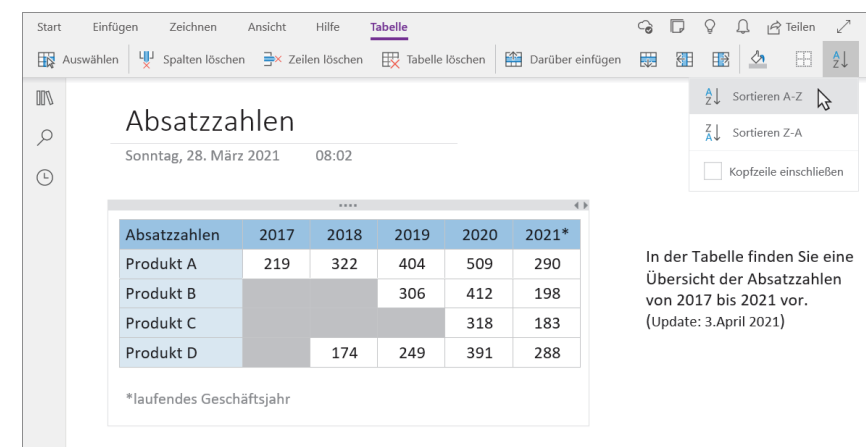 Start Einfügen Zeichnen Ansicht Hilfe Tabelle Teilen
Auswählen Spalten löschen Zeilen löschen Tabelle löschen Darüber einfügen
Sortieren A-Z
Sortieren Z-A
Kopfzeile einschließen
Absatzzahlen
Sonntag, 28. März 2021 08:02
Absatzzahlen 2017 2018 2019 2020 2021*
Produkt A 219 322 404 509 290
Produkt B 306 412 198
Produkt C 318 183
Produkt D 174 249 391 288
*laufendes Geschäftsjahr
In der Tabelle finden Sie eine
Übersicht der Absatzzahlen
von 2017 bis 2021 vor.
(Update: 3.April 2021)